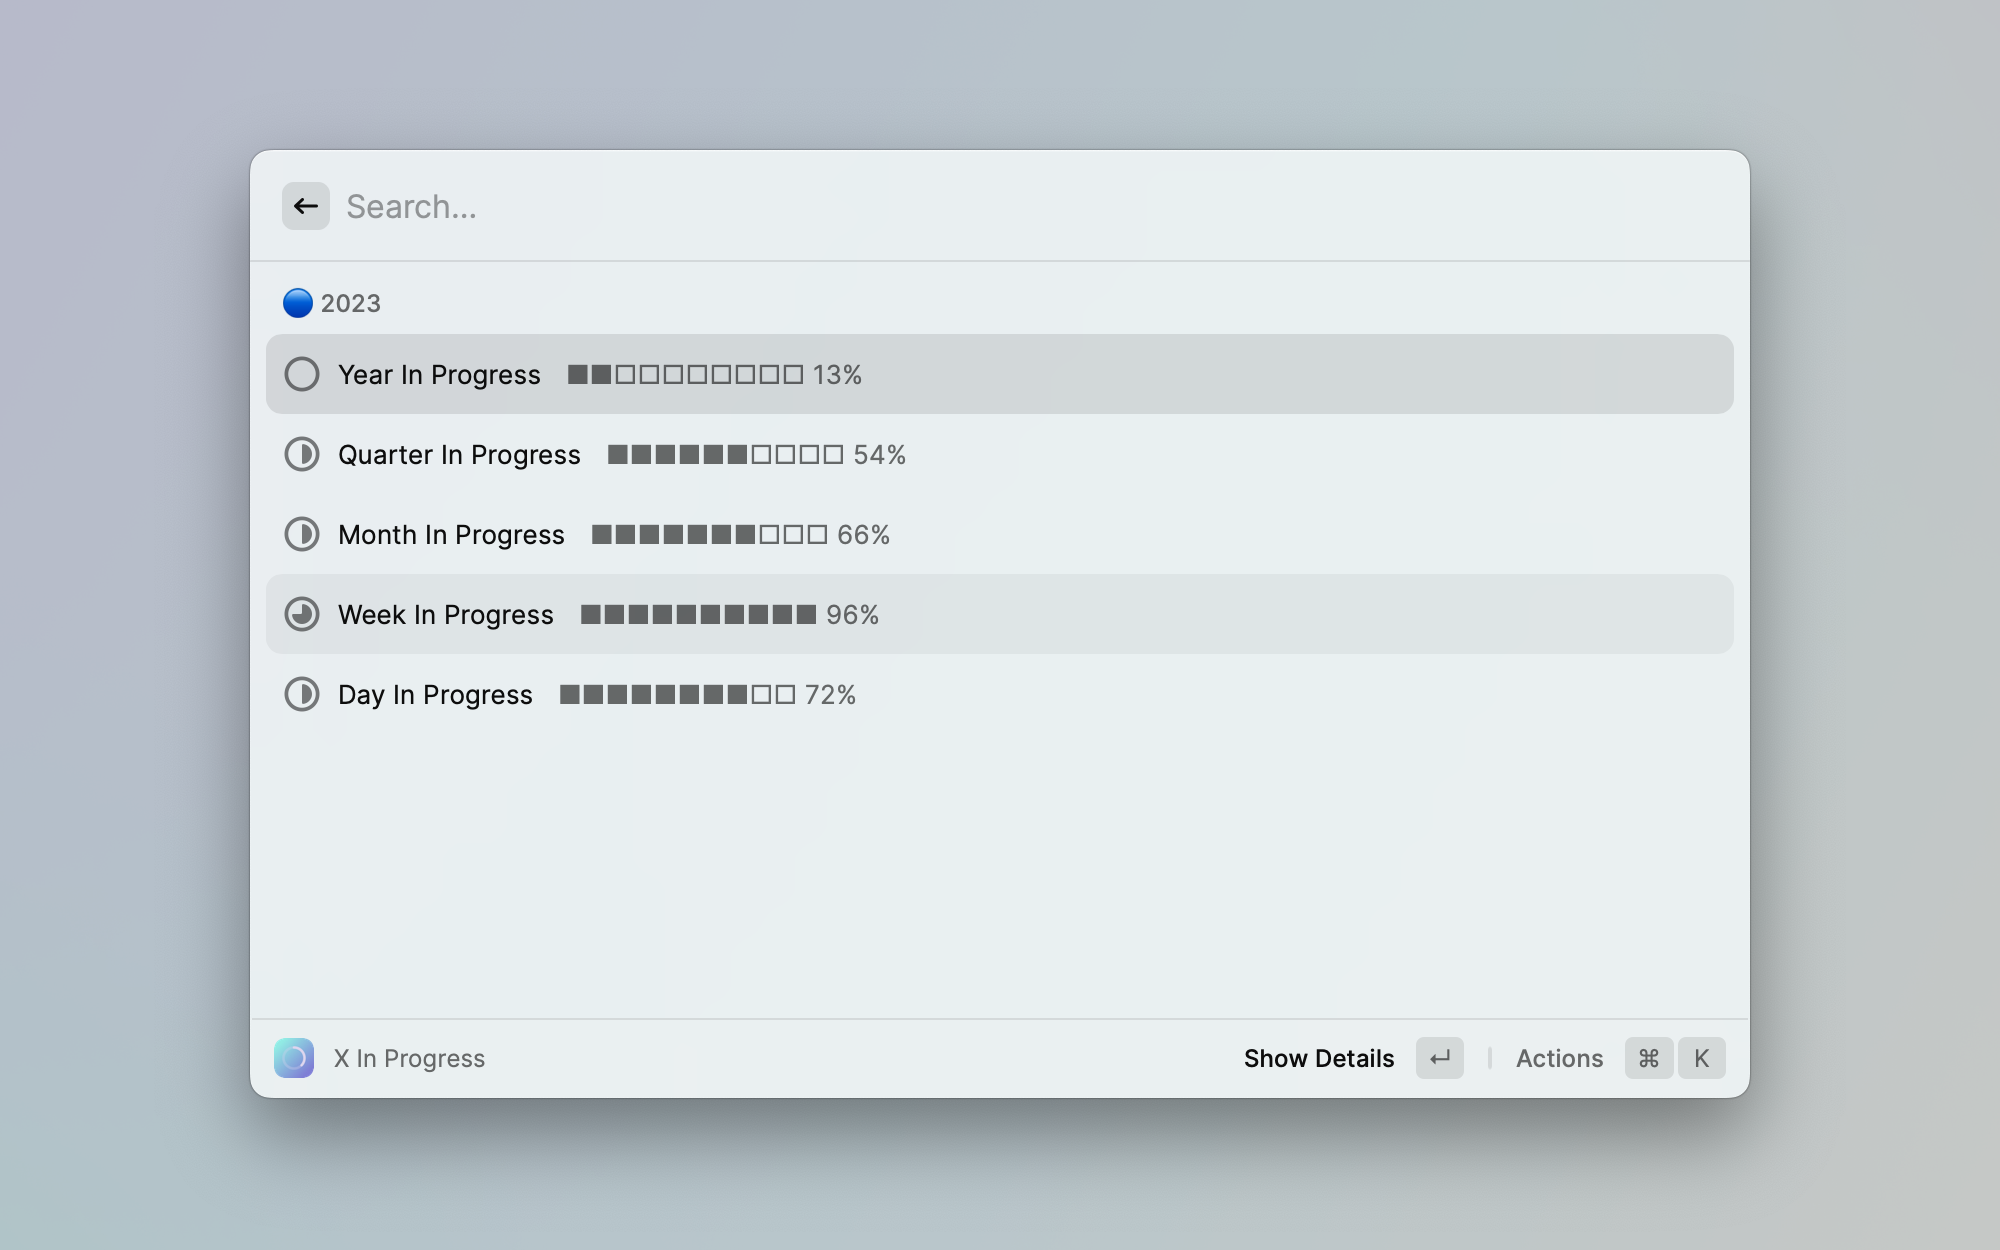 Search...
2023
Year In Progress ■■□□□□□□□□ 13%
Quarter In Progress ■■■■■■□□□□ 54%
Month In Progress ■■■■■■■□□□ 66%
Week In Progress ■■■■■■■■■■ 96%
Day In Progress ■■■■■■■■□□ 72%
X In Progress Show Details ↵ Actions ⌘ K